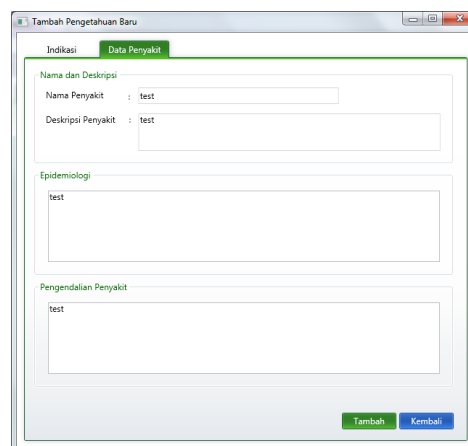 Tambah Pengetahuan Baru
Indikasi Data Penyakit
Nama dan Deskripsi
Nama Penyakit : test
Deskripsi Penyakit : test
Epidemiologi
test
Pengendalian Penyakit
test
Tambah Kembali